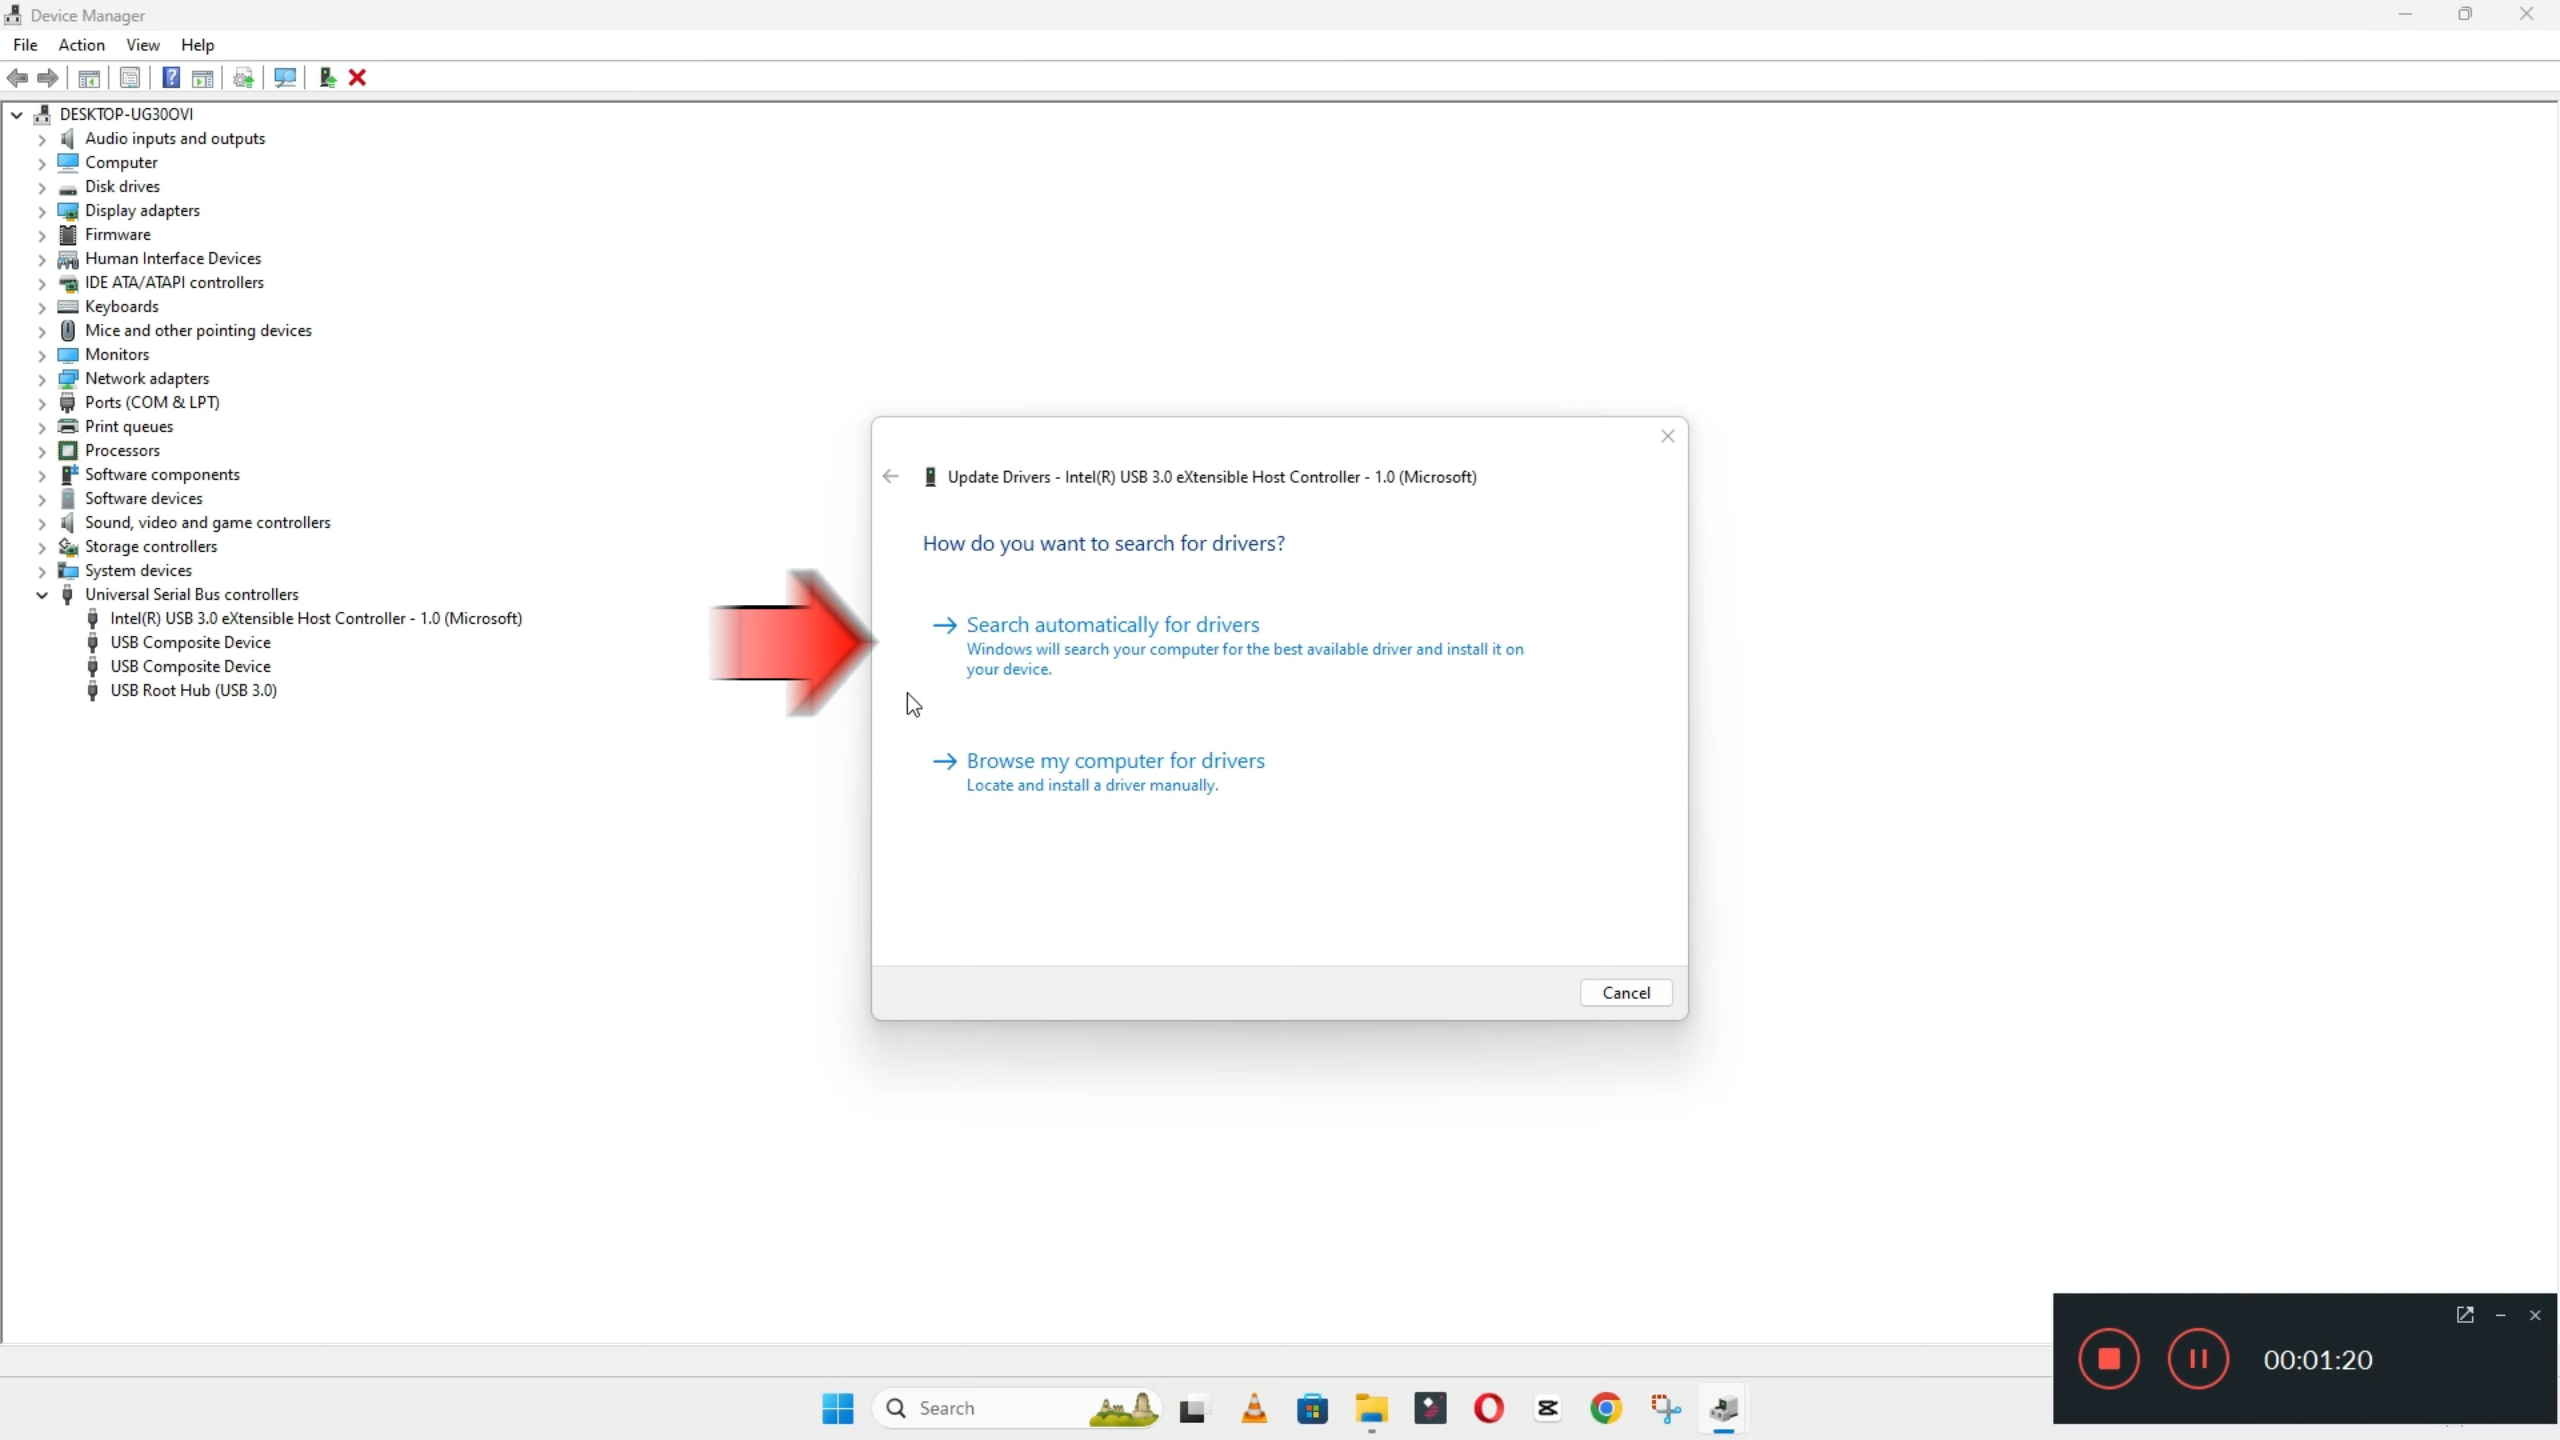 Device Manager
File Action View Help
DESKTOP-UG30OVI
Audio inputs and outputs
Computer
Disk drives
Display adapters
Firmware
Human Interface Devices
IDE ATA/ATAPI controllers
Keyboards
Mice and other pointing devices
Monitors
Network adapters
Ports (COM & LPT)
Print queues
Processors
Software components
Software devices
Sound, video and game controllers
Storage controllers
System devices
Universal Serial Bus controllers
Intel(R) USB 3.0 eXtensible Host Controller - 1.0 (Microsoft)
USB Composite Device
USB Composite Device
USB Root Hub (USB 3.0)
Update Drivers - Intel(R) USB 3.0 eXtensible Host Controller - 1.0 (Microsoft)
How do you want to search for drivers?
Search automatically for drivers
Windows will search your computer for the best available driver and install it on
your device.
Browse my computer for drivers
Locate and install a driver manually.
Cancel
00:01:20
Search